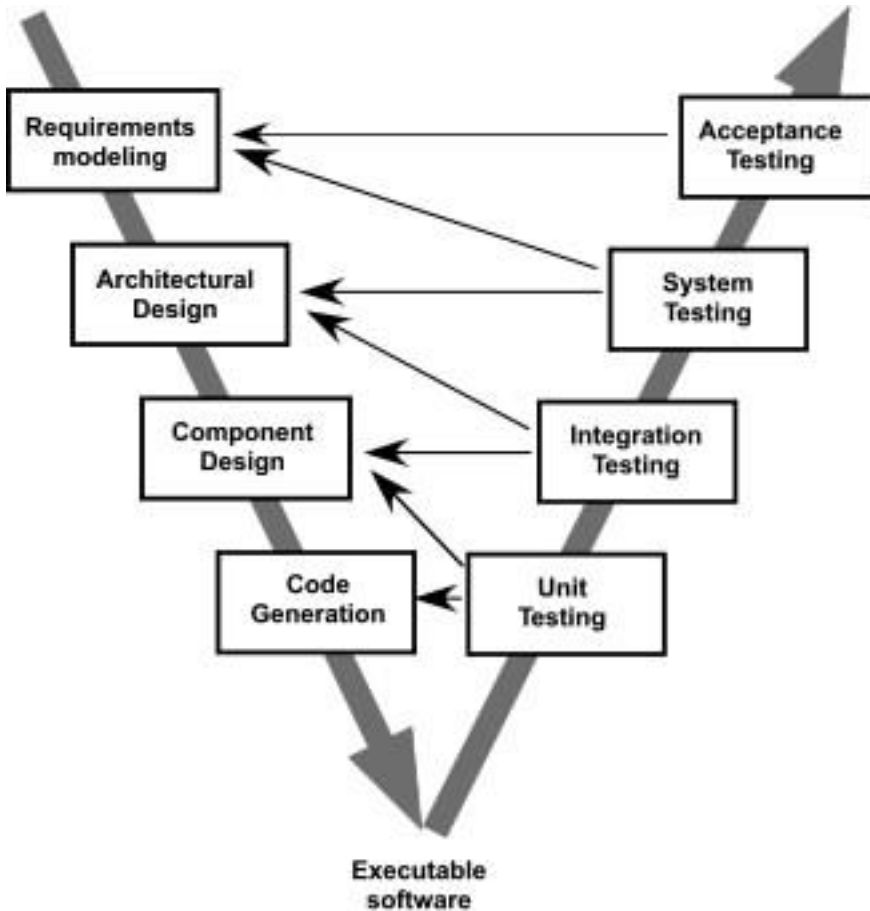 Requirements
modeling
Acceptance
Testing
Architectural
Design
System
Testing
Component
Design
Integration
Testing
Code
Generation
Unit
Testing
Executable
software